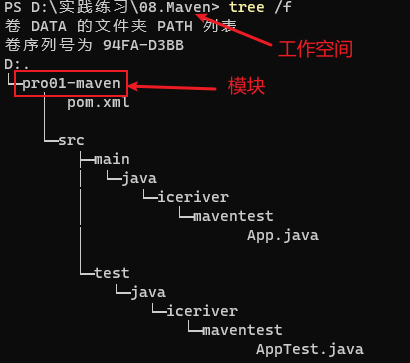 PS D:\实践练习\08.Maven> tree /f
卷 DATA 的文件夹 PATH 列表
卷序列号为 94FA-D3BB
工作空间
D:.
└─pro01-maven
模块
    │  pom.xml
    │
    └─src
        ├─main
        │  └─java
        │      └─iceriver
        │          └─maventest
        │                  App.java
        │
        └─test
            └─java
                └─iceriver
                    └─maventest
                            AppTest.java